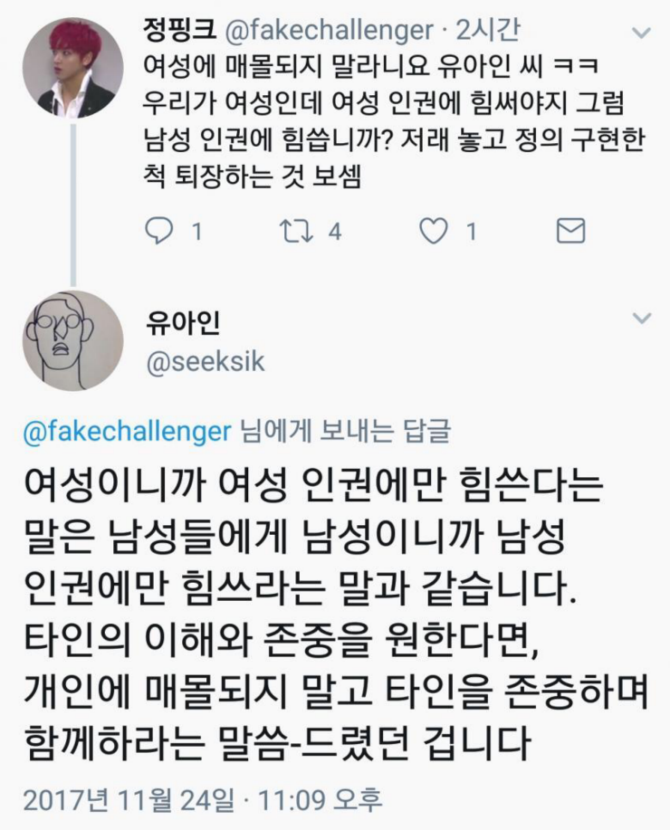 정핑크 @fakechallenger · 2시간
여성에 매몰되지 말라니요 유아인 씨 ㅋㅋ
우리가 여성인데 여성 인권에 힘써야지 그럼
남성 인권에 힘씁니까? 저래 놓고 정의 구현한
척 퇴장하는 것 보셈
1 4 1
유아인
@seeksik
@fakechallenger 님에게 보내는 답글
여성이니까 여성 인권에만 힘쓴다는
말은 남성들에게 남성이니까 남성
인권에만 힘쓰라는 말과 같습니다.
타인의 이해와 존중을 원한다면,
개인에 매몰되지 말고 타인을 존중하며
함께하라는 말씀-드렸던 겁니다
2017년 11월 24일 · 11:09 오후